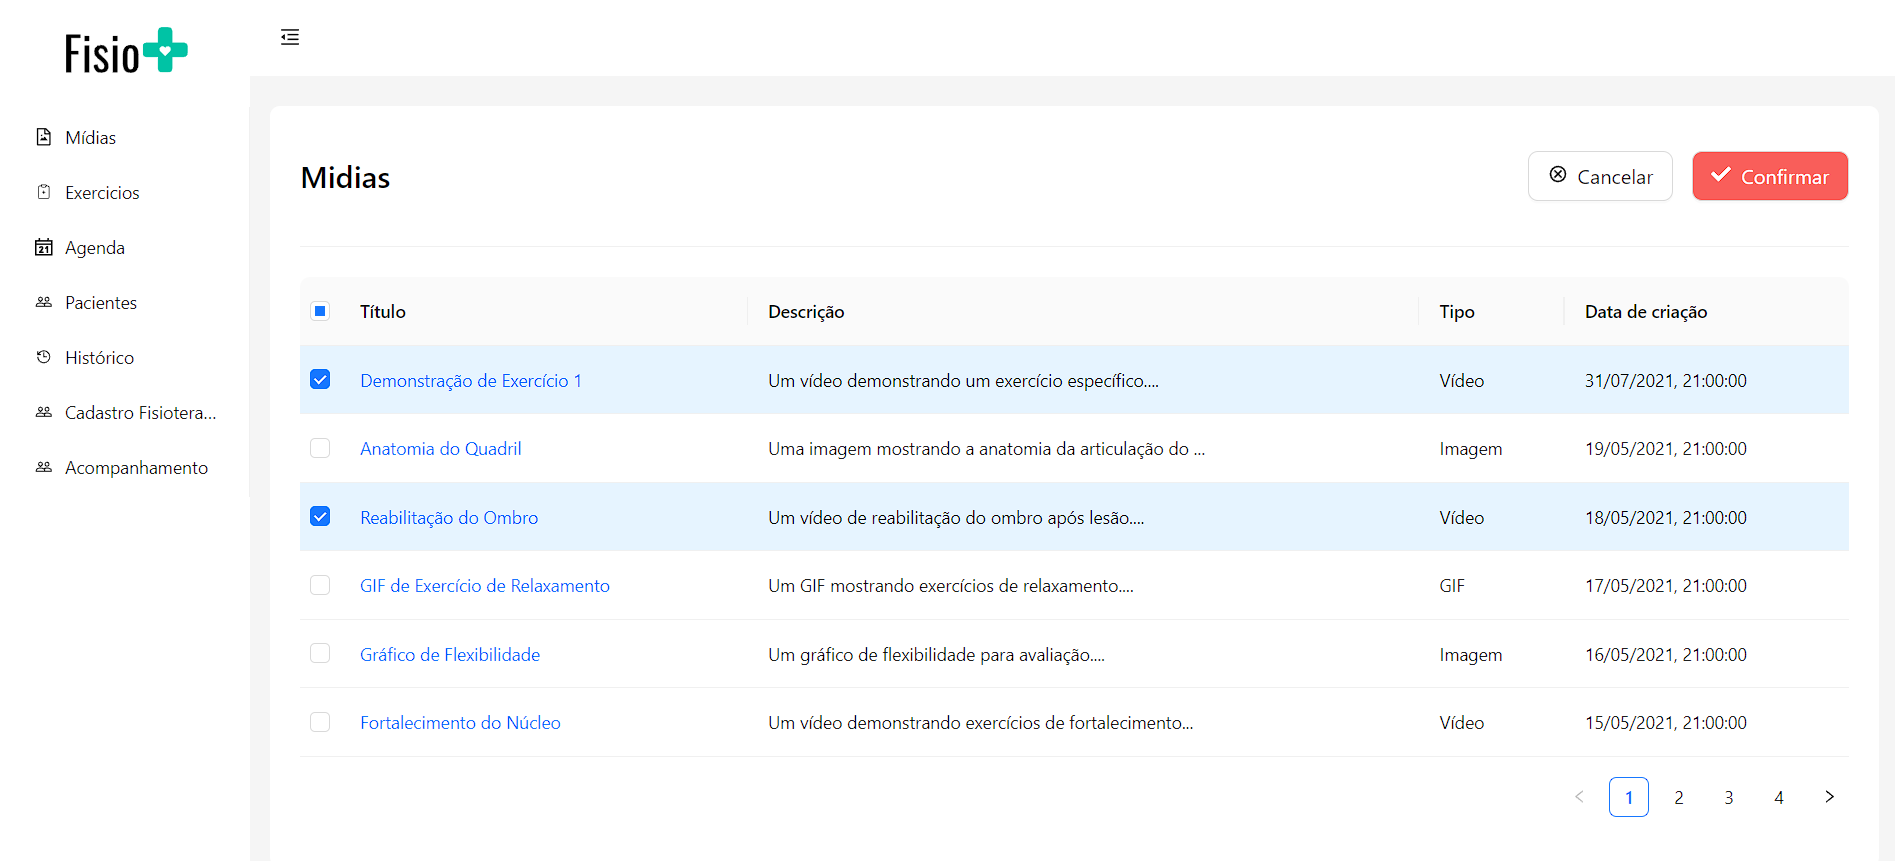 Fisio
Mídias
Exercicios
21
Agenda
Pacientes
Histórico
Cadastro Fisiotera...
Acompanhamento
Midias
Cancelar
Confirmar
Título Descrição Tipo Data de criação
Demonstração de Exercício 1 Um vídeo demonstrando um exercício específico.... Vídeo 31/07/2021, 21:00:00
Anatomia do Quadril Uma imagem mostrando a anatomia da articulação do ... Imagem 19/05/2021, 21:00:00
Reabilitação do Ombro Um vídeo de reabilitação do ombro após lesão.... Vídeo 18/05/2021, 21:00:00
GIF de Exercício de Relaxamento Um GIF mostrando exercícios de relaxamento.... GIF 17/05/2021, 21:00:00
Gráfico de Flexibilidade Um gráfico de flexibilidade para avaliação.... Imagem 16/05/2021, 21:00:00
Fortalecimento do Núcleo Um vídeo demonstrando exercícios de fortalecimento... Vídeo 15/05/2021, 21:00:00
1 2 3 4